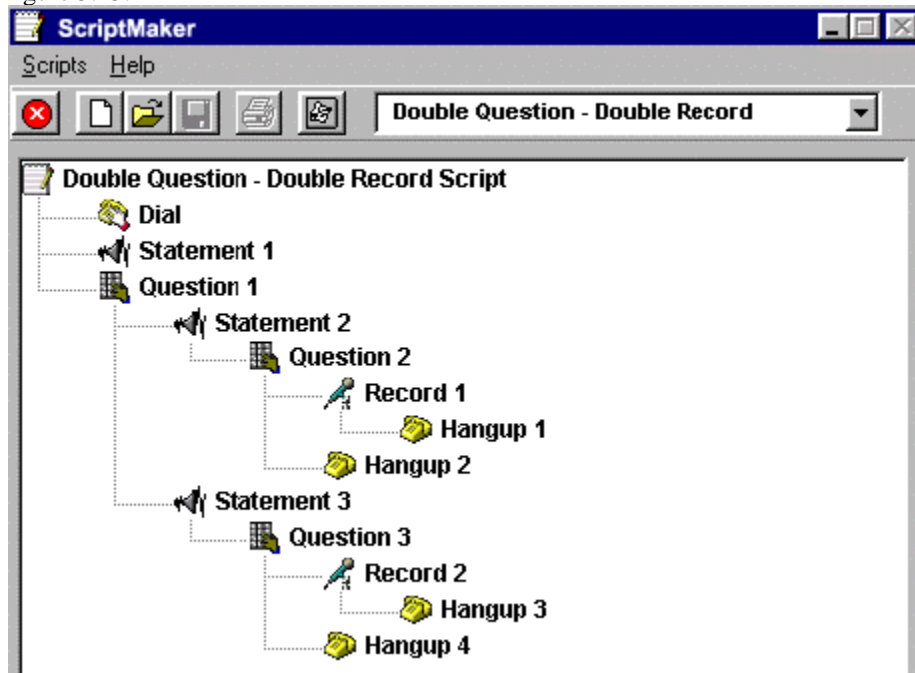 ScriptMaker
Scripts Help
Double Question - Double Record
Double Question - Double Record Script
Dial
Statement 1
Question 1
Statement 2
Question 2
Record 1
Hangup 1
Hangup 2
Statement 3
Question 3
Record 2
Hangup 3
Hangup 4